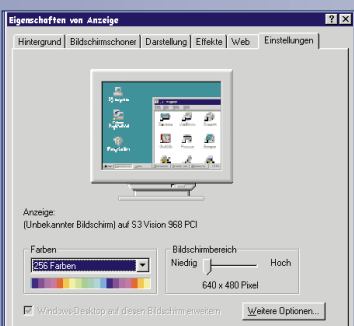 Eigenschaften von Anzeige
Hintergrund Bildschirmschoner Darstellung Effekte Web Einstellungen
Anzeige:
(Unbekannter Bildschirm) auf S3 Vision 968 PCI
Farben
256 Farben
Bildschirmbereich
Niedrig Hoch
640 x 480 Pixel
Windows-Desktop auf diesen Bildschirm erweitern
Weitere Optionen...